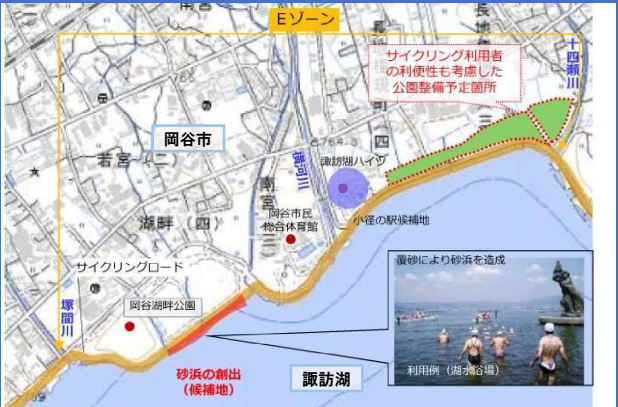 Eゾーン
サイクリング利用者
の利便性も考慮した
公園整備予定箇所
十四瀬川
岡谷市
横河川
諏訪湖ハイツ
若宮（二）
南宮（三）
湖畔（四）
岡谷市民
総合体育館
小径の駅候補地
サイクリングロード
塚間川
岡谷湖畔公園
砂浜の創出
（候補地）
諏訪湖
覆砂により砂浜を造成
利用例（湖水浴場）